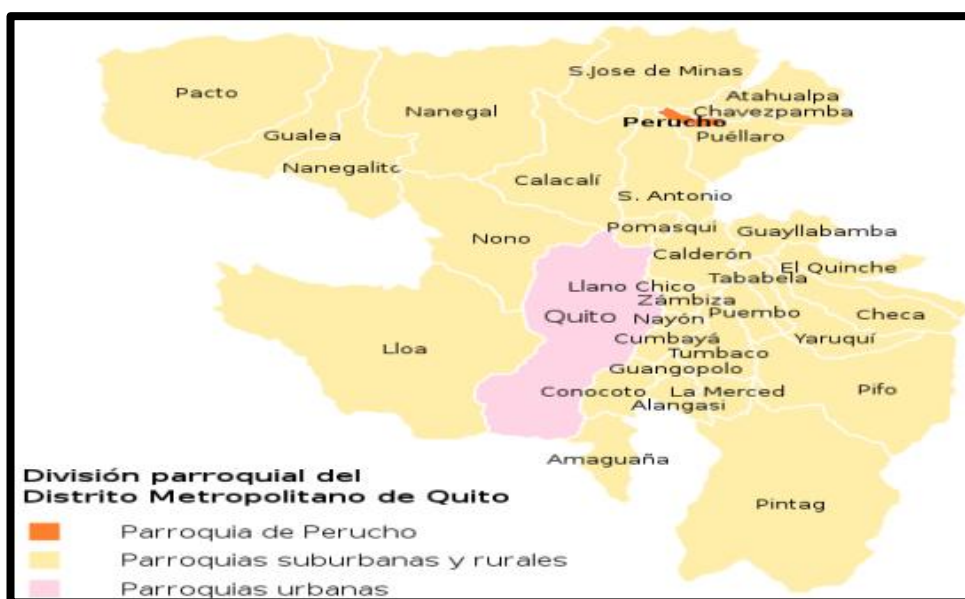 S.Jose de Minas
Pacto
Nanegal
Atahualpa
Chavezpamba
Perucho
Gualea
Puéllaro
Nanegalito
Calacalí
S. Antonio
Nono
Pomasqui
Guayllabamba
Calderón
El Quinche
Tababela
Llano Chico
Zámbiza
Quito
Nayón
Puembo
Checa
Cumbayá
Yaruquí
Lloa
Tumbaco
Guangopolo
Conocoto
La Merced
Pifo
Alangasi
Amaguaña
Pintag
División parroquial del
Distrito Metropolitano de Quito
Parroquia de Perucho
Parroquias suburbanas y rurales
Parroquias urbanas